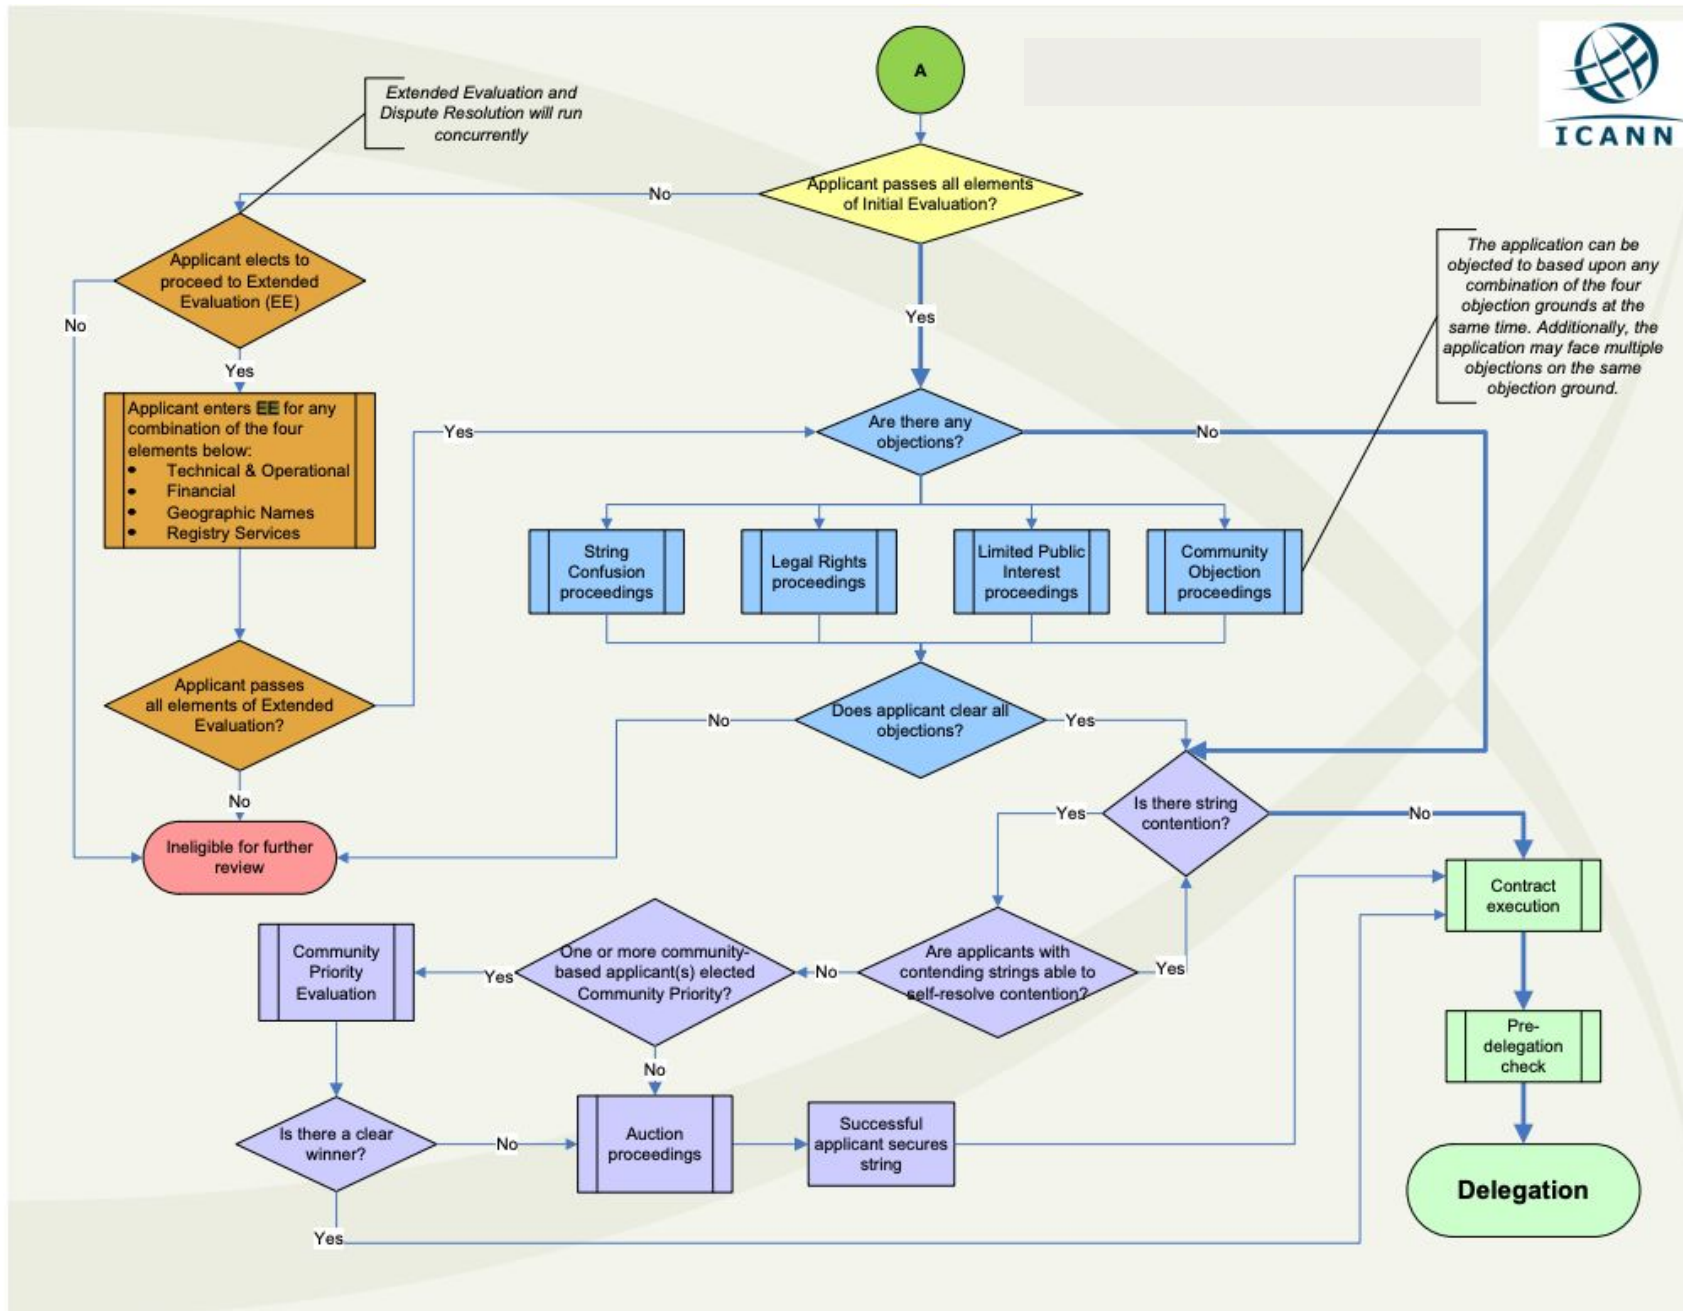 A
ICANN
Extended Evaluation and
Dispute Resolution will run
concurrently
Applicant passes all elements
of Initial Evaluation?
No
Yes
Applicant elects to
proceed to Extended
Evaluation (EE)
No
Yes
The application can be
objected to based upon any
combination of the four
objection grounds at the
same time. Additionally, the
application may face multiple
objections on the same
objection ground.
Applicant enters EE for any
combination of the four
elements below:
• Technical & Operational
• Financial
• Geographic Names
• Registry Services
Yes
Are there any
objections?
No
String
Confusion
proceedings
Legal Rights
proceedings
Limited Public
Interest
proceedings
Community
Objection
proceedings
Applicant passes
all elements of Extended
Evaluation?
No
Does applicant clear all
objections?
No
Yes
Ineligible for further
review
Is there string
contention?
Yes
No
Contract
execution
Community
Priority
Evaluation
Yes
One or more community-
based applicant(s) elected
Community Priority?
No
Are applicants with
contending strings able to
self-resolve contention?
Yes
No
Pre-
delegation
check
Is there a clear
winner?
No
Yes
Auction
proceedings
Successful
applicant secures
string
Delegation